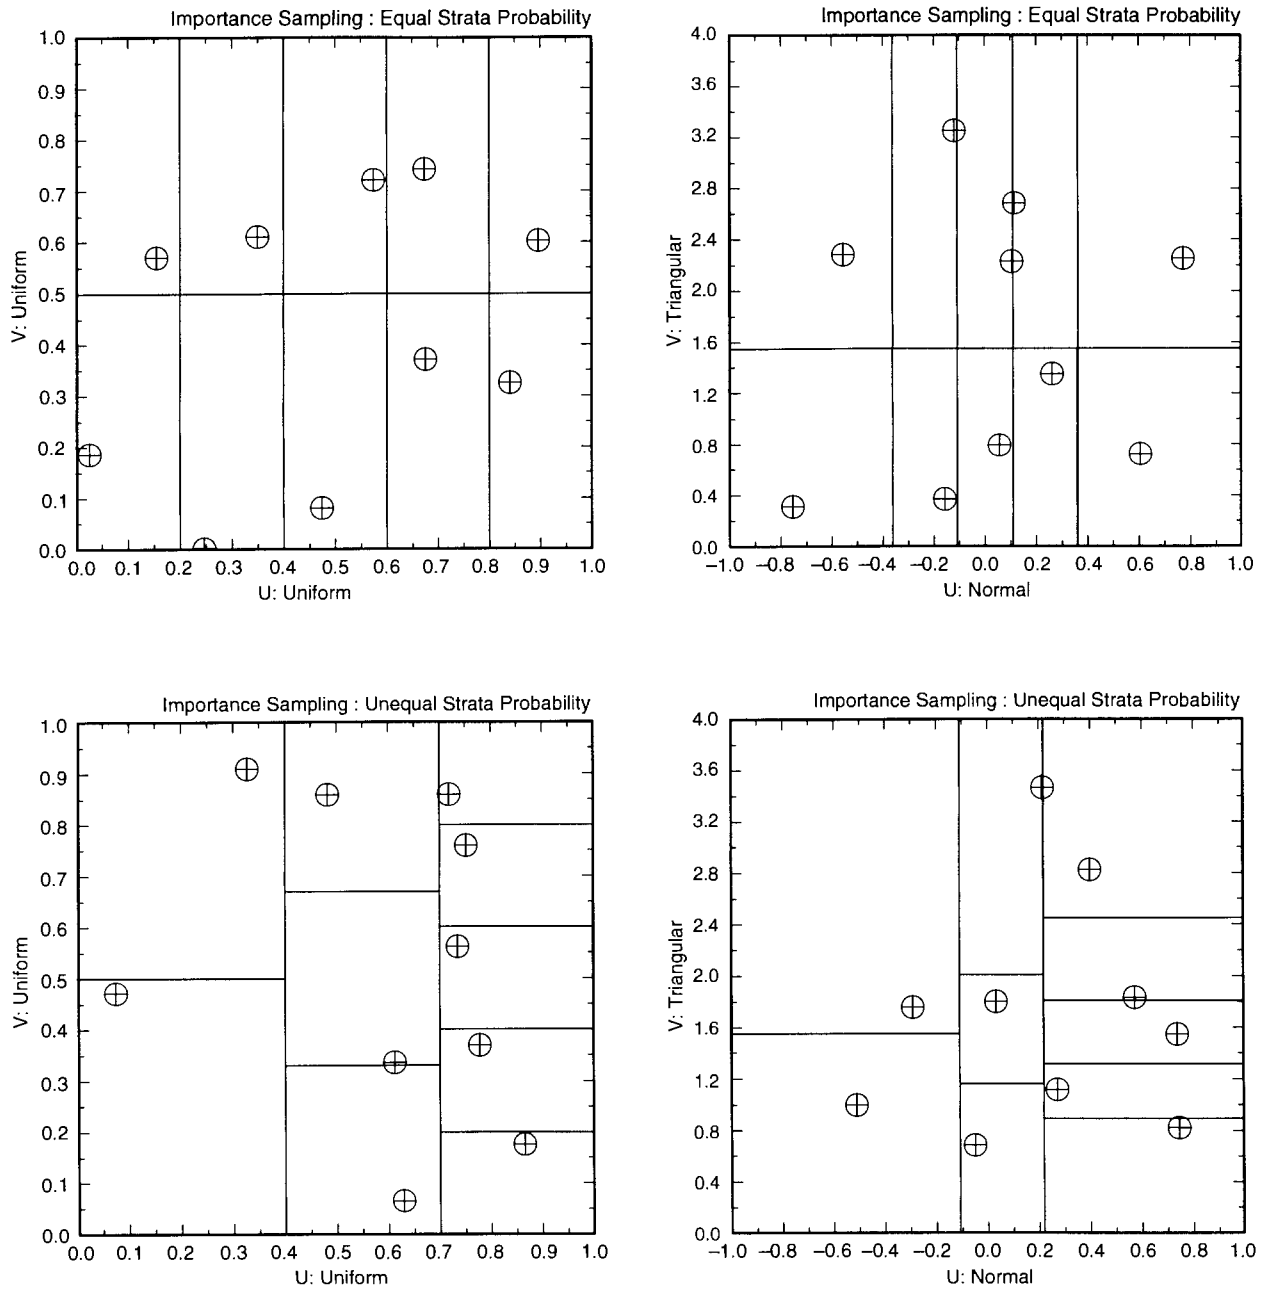 Importance Sampling : Equal Strata Probability
1.0
0.9
0.8
0.7
0.6
0.5
0.4
0.3
0.2
0.1
0.0
V: Uniform
0.0 0.1 0.2 0.3 0.4 0.5 0.6 0.7 0.8 0.9 1.0
U: Uniform
Importance Sampling : Equal Strata Probability
4.0
3.6
3.2
2.8
2.4
2.0
1.6
1.2
0.8
0.4
0.0
V: Triangular
−1.0 −0.8 −0.6 −0.4 −0.2 0.0 0.2 0.4 0.6 0.8 1.0
U: Normal
Importance Sampling : Unequal Strata Probability
1.0
0.9
0.8
0.7
0.6
0.5
0.4
0.3
0.2
0.1
0.0
V: Uniform
0.0 0.1 0.2 0.3 0.4 0.5 0.6 0.7 0.8 0.9 1.0
U: Uniform
Importance Sampling : Unequal Strata Probability
4.0
3.6
3.2
2.8
2.4
2.0
1.6
1.2
0.8
0.4
0.0
V: Triangular
−1.0 −0.8 −0.6 −0.4 −0.2 0.0 0.2 0.4 0.6 0.8 1.0
U: Normal